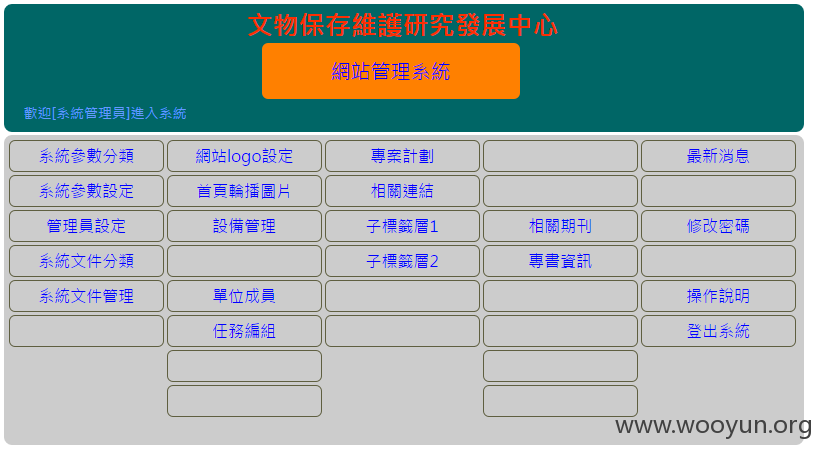 文物保存維護研究發展中心
網站管理系統
歡迎[系統管理員]進入系統
系統參數分類 網站logo設定 專案計劃 最新消息
系統參數設定 首頁輪播圖片 相關連結
管理員設定 設備管理 子標籤層1 相關期刊 修改密碼
系統文件分類 子標籤層2 專書資訊
系統文件管理 單位成員 操作說明
任務編組 登出系統
www.wooyun.org